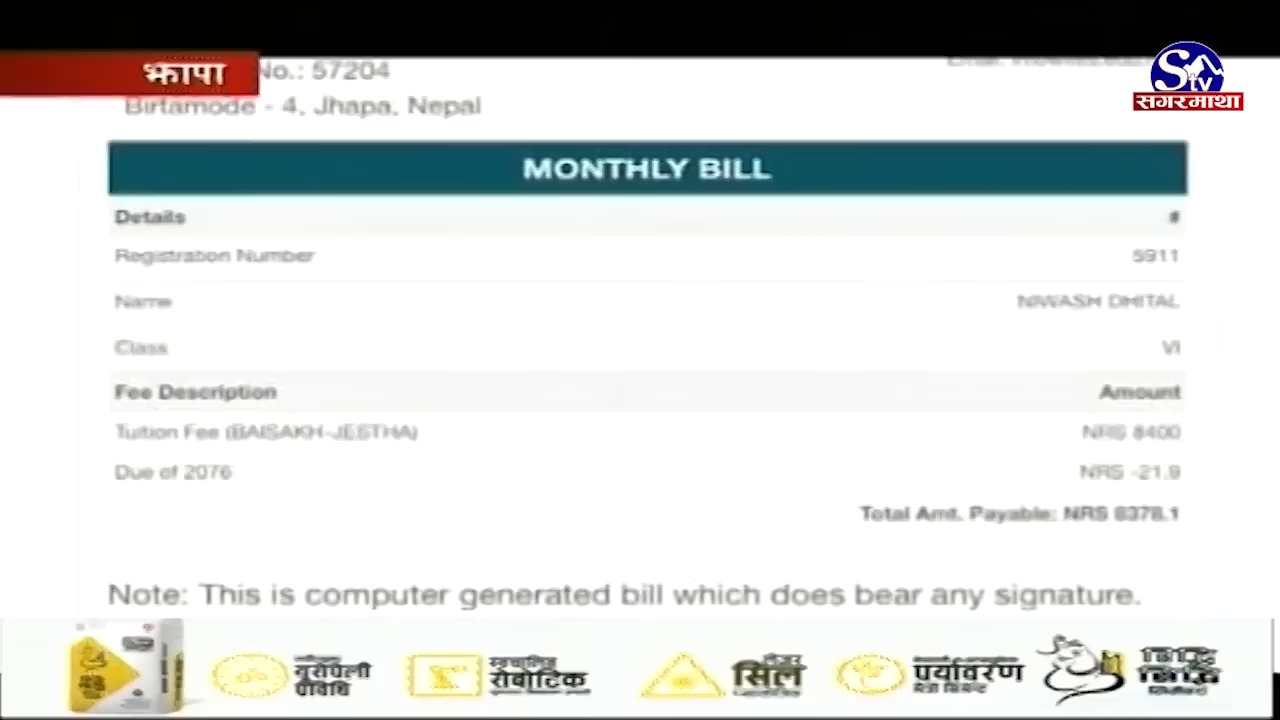 झापा
No.: 57204
Birtamode - 4, Jhapa, Nepal
Stv
सगरमाथा
MONTHLY BILL
Details #
Registration Number 5911
Name NIWASH DHITAL
Class VI
Fee Description Amount
Tuition Fee (BAISAKH-JESTHA) NRS 8400
Due of 2076 NRS -21.9
Total Amt. Payable: NRS 8378.1
Note: This is computer generated bill which does bear any signature.
युरोपेली
प्रविधि
रोबोटिक
सिल
पर्यावरण